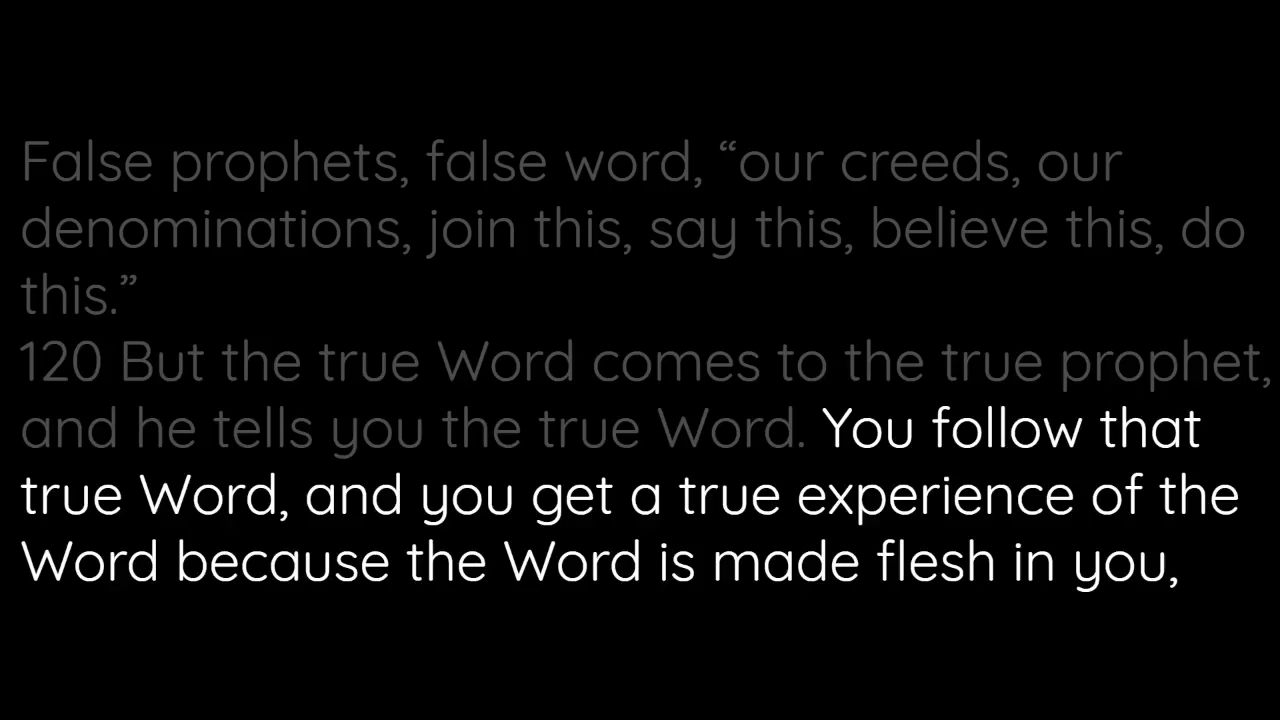 False prophets, false word, “our creeds, our
denominations, join this, say this, believe this, do
this.”
120 But the true Word comes to the true prophet,
and he tells you the true Word. You follow that
true Word, and you get a true experience of the
Word because the Word is made flesh in you,